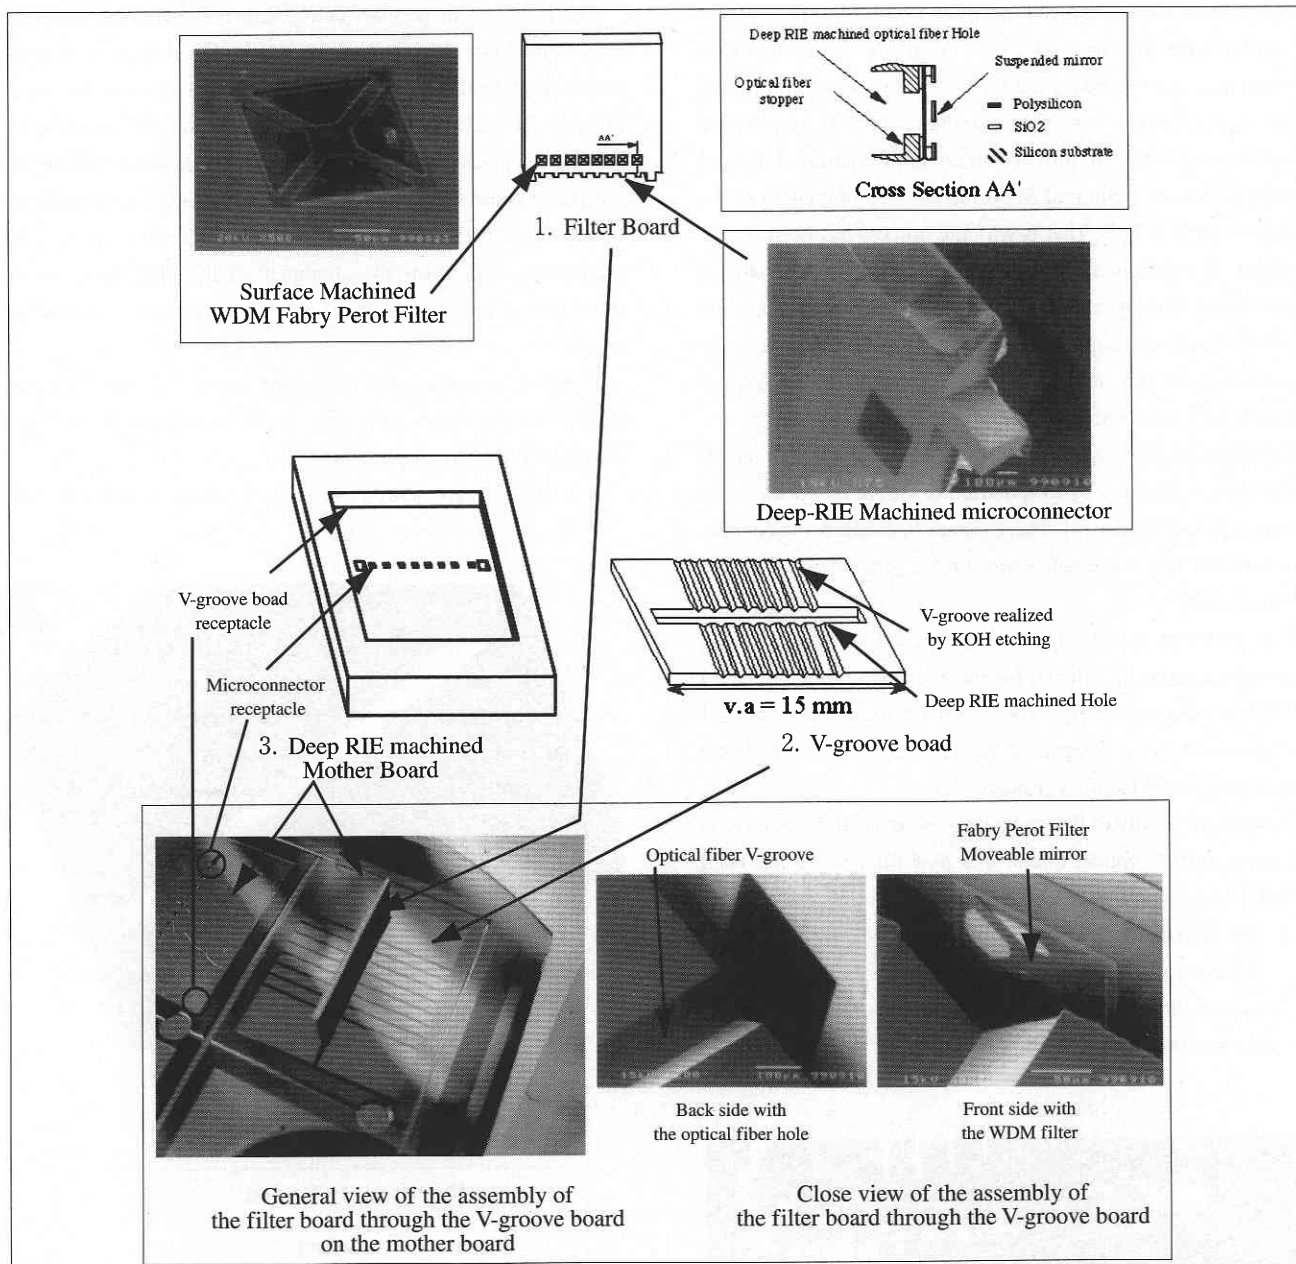 Deep RIE machined optical fiber Hole
Optical fiber
stopper
Suspended mirror
Polysilicon
SiO2
Silicon substrate
Cross Section AA'
AA'
1. Filter Board
Surface Machined
WDM Fabry Perot Filter
100μm 990910
Deep-RIE Machined microconnector
V-groove boad
receptacle
Microconnector
receptacle
3. Deep RIE machined
Mother Board
V-groove realized
by KOH etching
Deep RIE machined Hole
v.a = 15 mm
2. V-groove boad
Optical fiber V-groove
Fabry Perot Filter
Moveable mirror
100μm 990910
Back side with
the optical fiber hole
Front side with
the WDM filter
General view of the assembly of
the filter board through the V-groove board
on the mother board
Close view of the assembly of
the filter board through the V-groove board